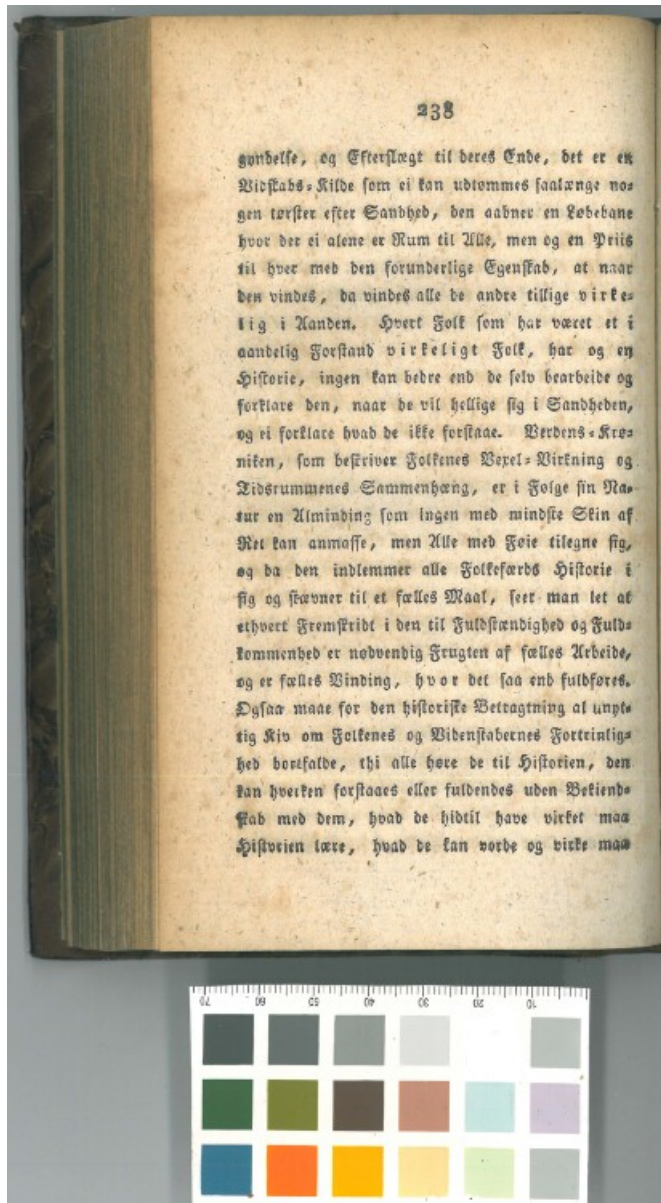 238
gyndelse, og Efterslægt til deres Ende, det er en
Vidskabs-Kilde som ei kan udtømmes saalænge no-
gen tørster efter Sandhed, den aabner en Løbebane
hvor der ei alene er Rum til Alle, men og en Priis
til hver med den forunderlige Egenskab, at naar
den vindes, da vindes alle de andre tillige virke-
lig i Aanden. Hvert Folk som har været et i
aandelig Forstand virkeligt Folk, har og en
Historie, ingen kan bedre end de selv bearbeide og
forklare den, naar de vil hellige sig i Sandheden,
og ei forklare hvad de ikke forstaae. Verdens-Krø-
niken, som beskriver Folkenes Vexel-Virkning og
Tidsrummenes Sammenhæng, er i Følge sin Na-
tur en Alminding som ingen med mindste Skin af
Ret kan anmasse, men Alle med Føie tilegne sig,
og da den indlemmer alle Folkefærds Historie i
sig og stævner til et fælles Maal, seer man let at
ethvert Fremskridt i den til Fuldstændighed og Fuld-
kommenhed er nødvendig Frugten af fælles Arbeide,
og er fælles Vinding, hvor det saa end fuldføres.
Ogsaa maae for den historiske Betragtning al unyt-
tig Kiv om Folkenes og Videnskabernes Fortrinlig-
hed bortfalde, thi alle høre de til Historien, den
kan hverken forstaaes eller fuldendes uden Bekiend-
skab med dem, hvad de hidtil have virket maa
Historien lære, hvad de kan vorde og virke maa
70 60 50 40 30 20 10